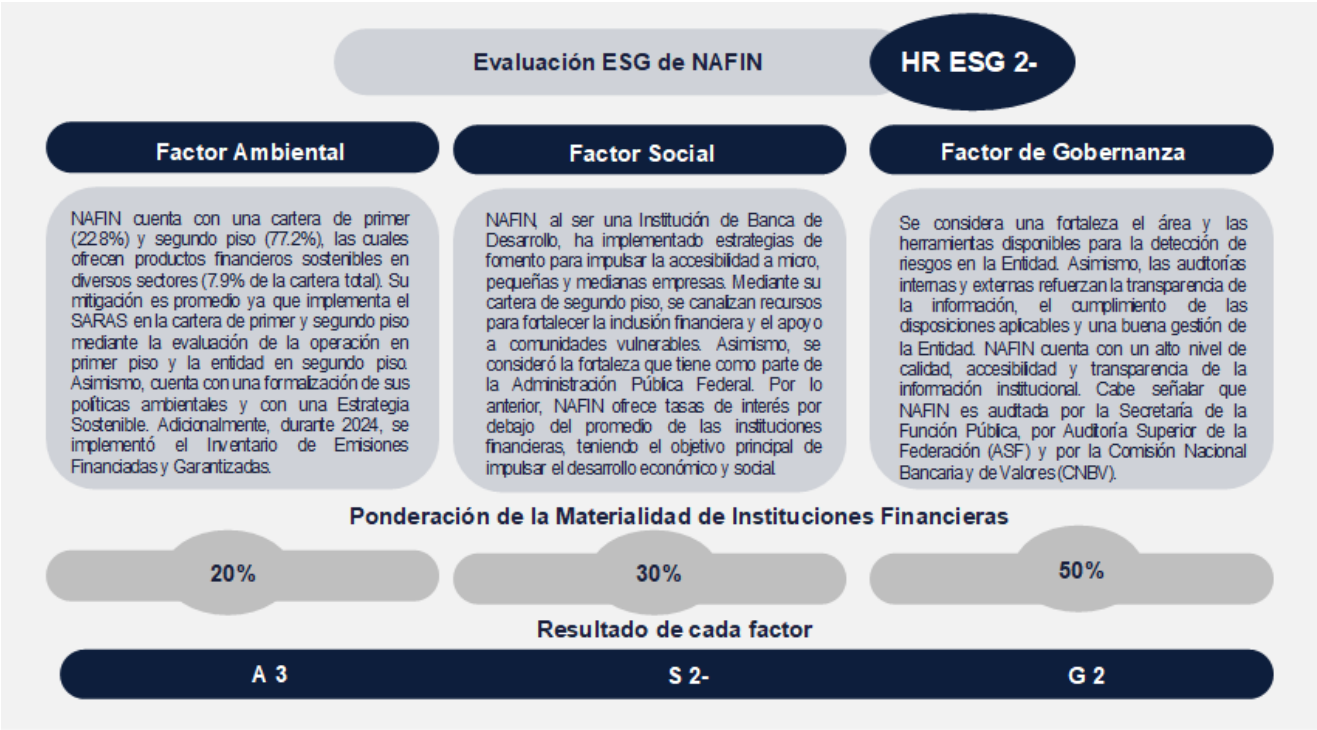 Evaluación ESG de NAFIN
HR ESG 2-
Factor Ambiental
NAFIN cuenta con una cartera de primer
(22.8%) y segundo piso (77.2%), las cuales
ofrecen productos financieros sostenibles en
diversos sectores (7.9% de la cartera total). Su
mitigación es promedio ya que implementa el
SARAS en la cartera de primer y segundo piso
mediante la evaluación de la operación en
primer piso y la entidad en segundo piso.
Asimismo, cuenta con una formalización de sus
políticas ambientales y con una Estrategia
Sostenible. Adicionalmente, durante 2024, se
implementó el Inventario de Emisiones
Financiadas y Garantizadas.
Factor Social
NAFIN, al ser una Institución de Banca de
Desarrollo, ha implementado estrategias de
fomento para impulsar la accesibilidad a micro,
pequeñas y medianas empresas. Mediante su
cartera de segundo piso, se canalizan recursos
para fortalecer la inclusión financiera y el apoyo
a comunidades vulnerables. Asimismo, se
consideró la fortaleza que tiene como parte de
la Administración Pública Federal. Por lo
anterior, NAFIN ofrece tasas de interés por
debajo del promedio de las instituciones
financieras, teniendo el objetivo principal de
impulsar el desarrollo económico y social.
Factor de Gobernanza
Se considera una fortaleza el área y las
herramientas disponibles para la detección de
riesgos en la Entidad. Asimismo, las auditorías
internas y externas refuerzan la transparencia de
la información, el cumplimiento de las
disposiciones aplicables y una buena gestión de
la Entidad. NAFIN cuenta con un alto nivel de
calidad, accesibilidad y transparencia de la
información institucional. Cabe señalar que
NAFIN es auditada por la Secretaría de la
Función Pública, por Auditoría Superior de la
Federación (ASF) y por la Comisión Nacional
Bancaria y de Valores (CNBV).
Ponderación de la Materialidad de Instituciones Financieras
20%
30%
50%
Resultado de cada factor
A 3
S 2-
G 2